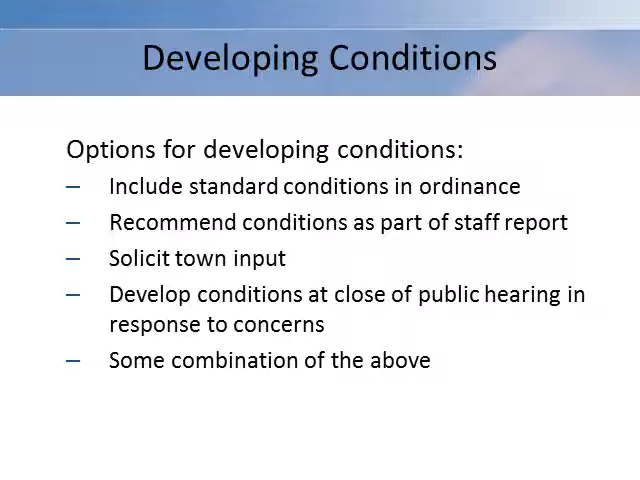 Developing Conditions
Options for developing conditions:
– Include standard conditions in ordinance
– Recommend conditions as part of staff report
– Solicit town input
– Develop conditions at close of public hearing in
response to concerns
– Some combination of the above